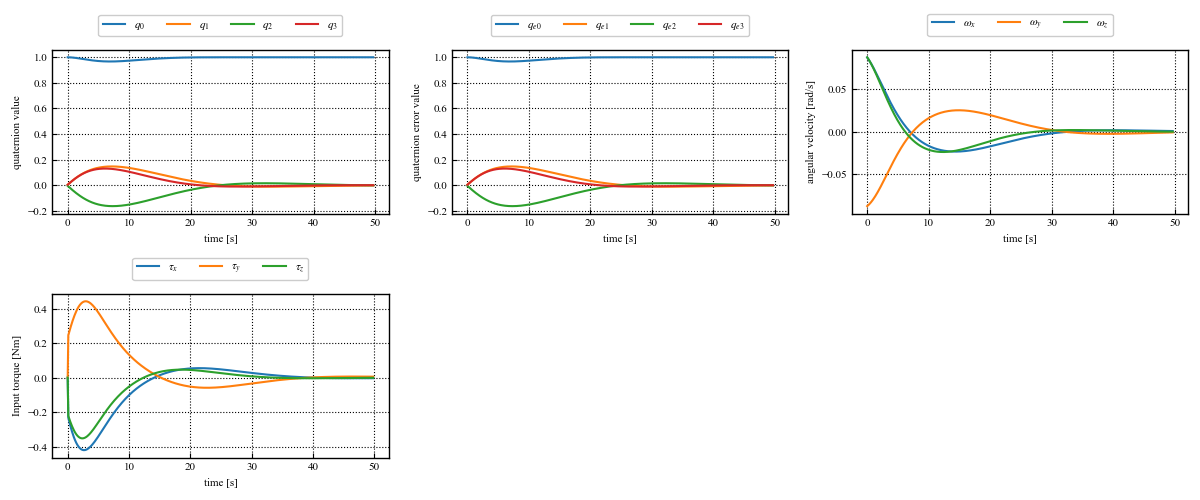 q0 q1 q2 q3
quaternion value
1.0
0.8
0.6
0.4
0.2
0.0
−0.2
0 10 20 30 40 50
time [s]
qe0 qe1 qe2 qe3
quaternion error value
1.0
0.8
0.6
0.4
0.2
0.0
−0.2
0 10 20 30 40 50
time [s]
ωx ωy ωz
angular velocity [rad/s]
0.05
0.00
−0.05
0 10 20 30 40 50
time [s]
τx τy τz
Input torque [Nm]
0.4
0.2
0.0
−0.2
−0.4
0 10 20 30 40 50
time [s]